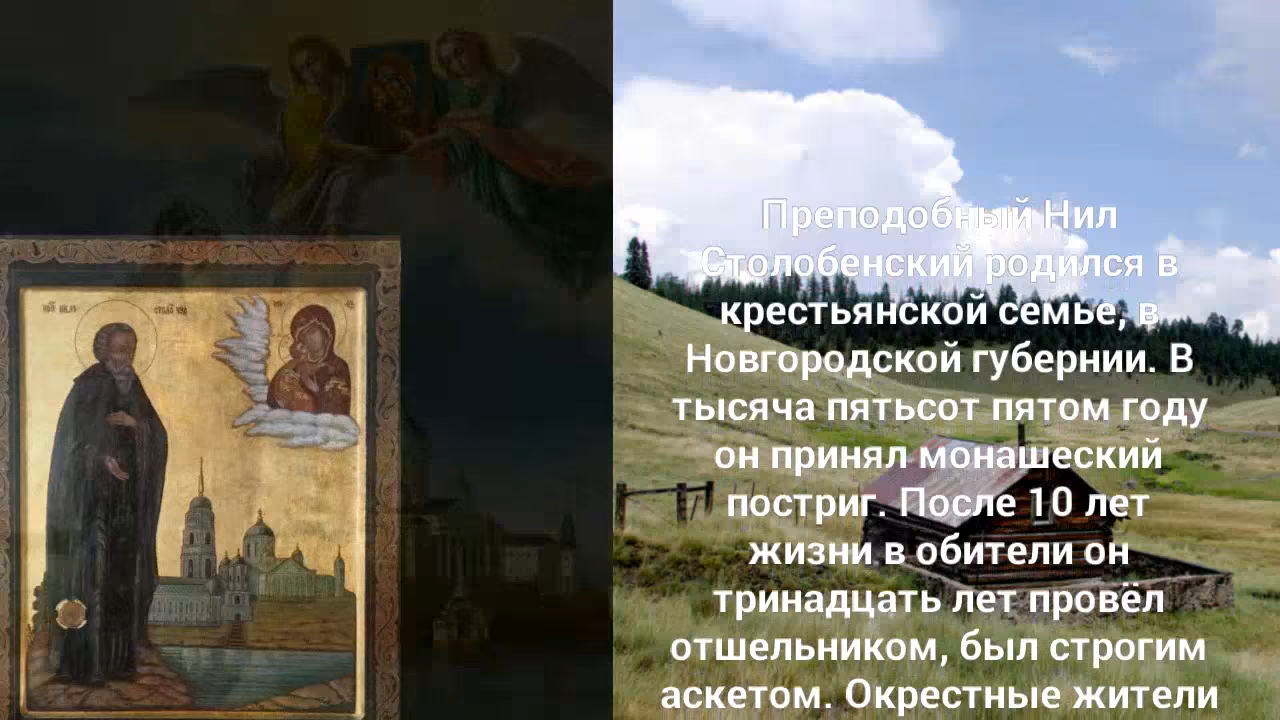 Преподобный Нил
Столобенский родился в
крестьянской семье, в
Новгородской губернии. В
тысяча пятьсот пятом году
он принял монашеский
постриг. После 10 лет
жизни в обители он
тринадцать лет провёл
отшельником, был строгим
аскетом. Окрестные жители